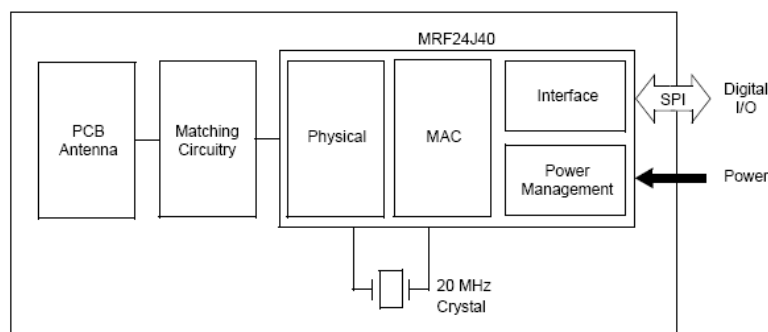 MRF24J40
PCB
Antenna
Matching
Circuitry
Physical
MAC
Interface
Power
Management
SPI
Digital
I/O
Power
20 MHz
Crystal